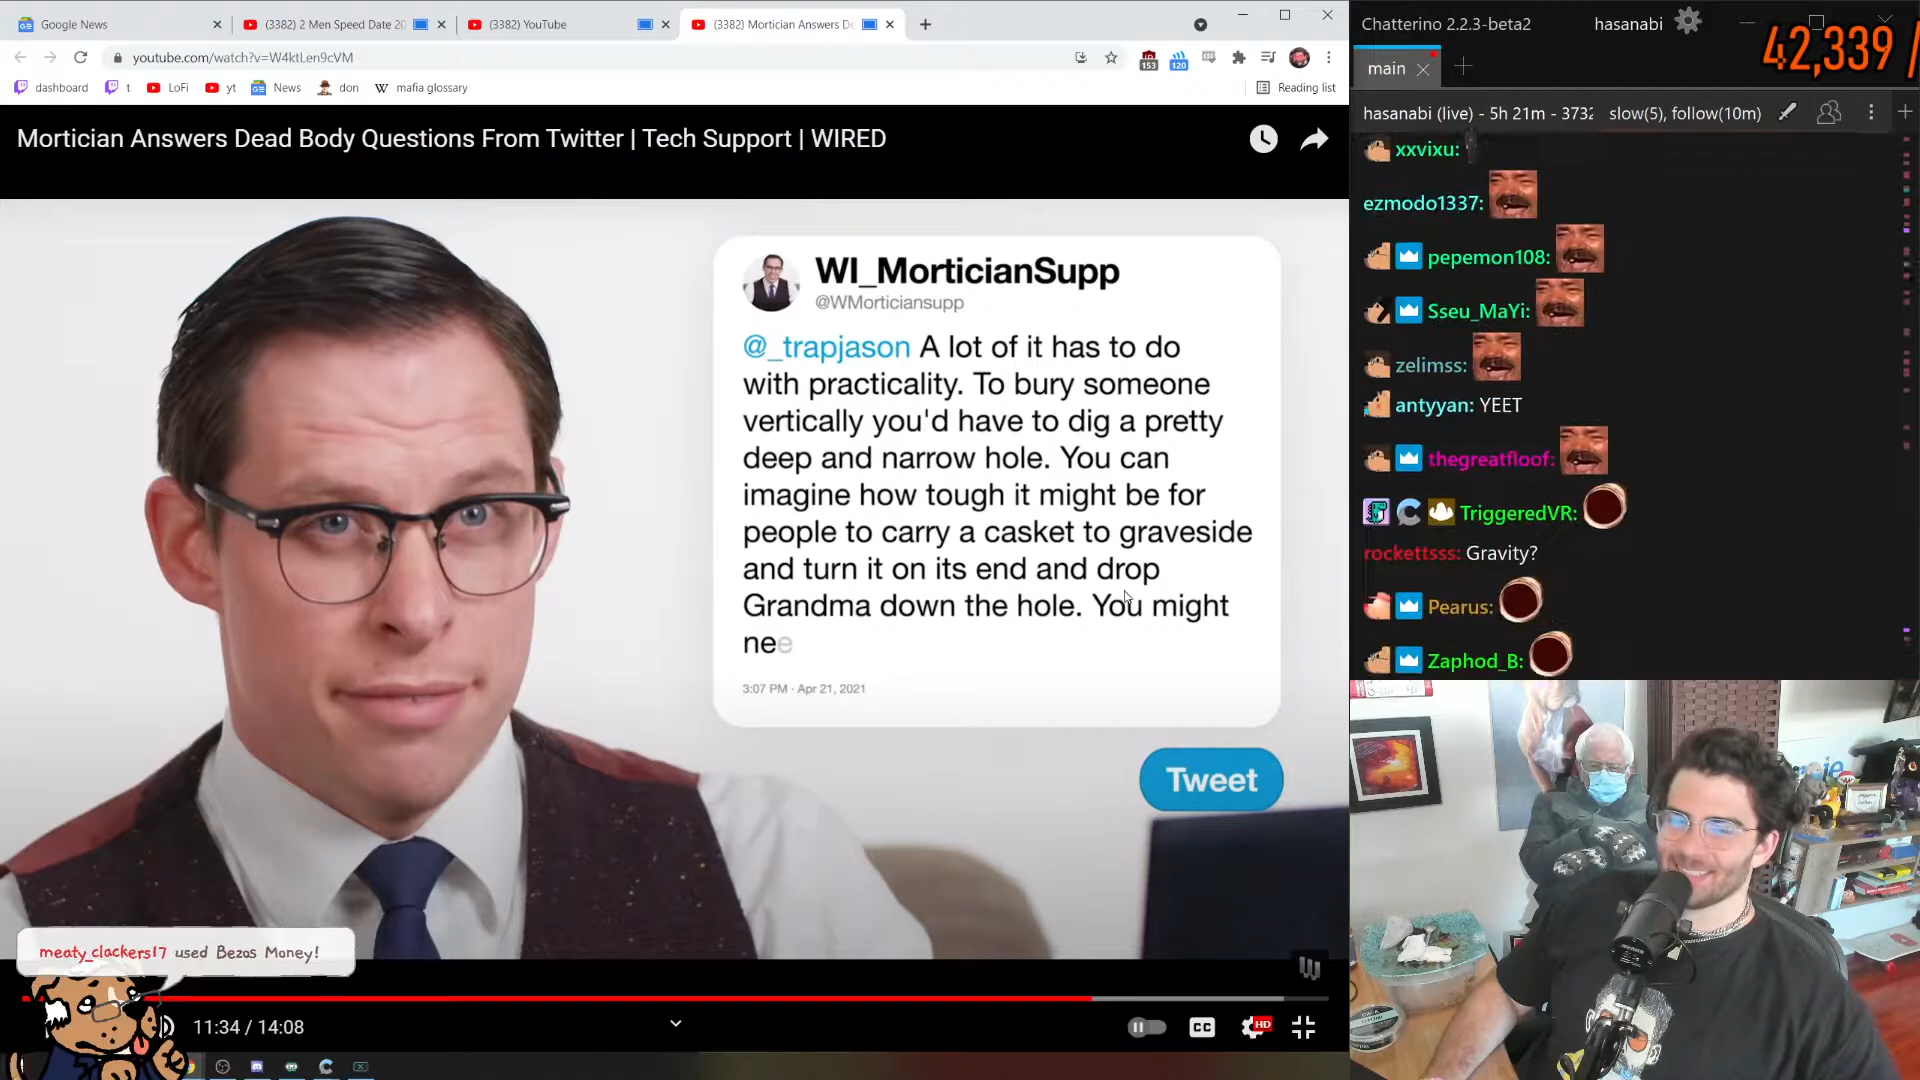 Google News
(3382) 2 Men Speed Date 20
(3382) YouTube
(3382) Mortician Answers De
youtube.com/watch?v=W4ktLen9cVM
153
120
dashboard
t
LoFi
yt
News
don
W mafia glossary
Reading list
Mortician Answers Dead Body Questions From Twitter | Tech Support | WIRED
WI_MorticianSupp
@WMorticiansupp
@_trapjason A lot of it has to do
with practicality. To bury someone
vertically you'd have to dig a pretty
deep and narrow hole. You can
imagine how tough it might be for
people to carry a casket to graveside
and turn it on its end and drop
Grandma down the hole. You might
nee
3:07 PM · Apr 21, 2021
Tweet
meaty_clackers17 used Bezos Money!
11:34 / 14:08
CC
HD
Chatterino 2.2.3-beta2
hasanabi
42,339 /
main
hasanabi (live) - 5h 21m - 373
slow(5), follow(10m)
xxvixu:
ezmodo1337:
pepemon108:
Sseu_MaYi:
zelimss:
antyyan: YEET
thegreatfloof:
TriggeredVR:
rockettsss: Gravity?
Pearus:
Zaphod_B: